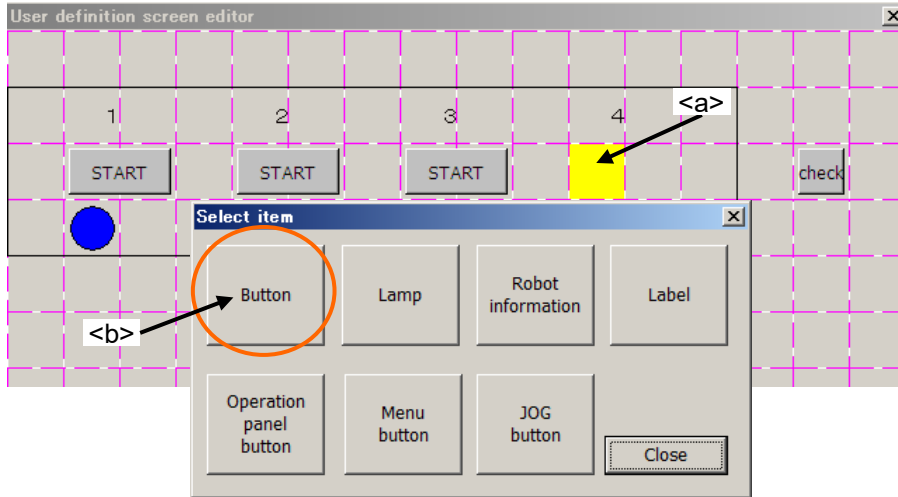 User definition screen editor
1 2 3 4 <a>
START START START check
Select item
Button Lamp Robot information Label
<b>
Operation panel button Menu button JOG button
Close